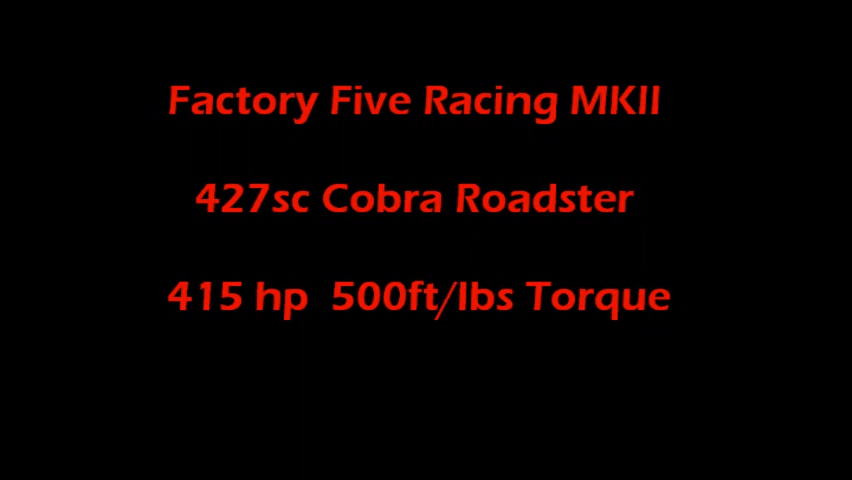 Factory Five Racing MKII
427sc Cobra Roadster
415 hp  500ft/lbs Torque